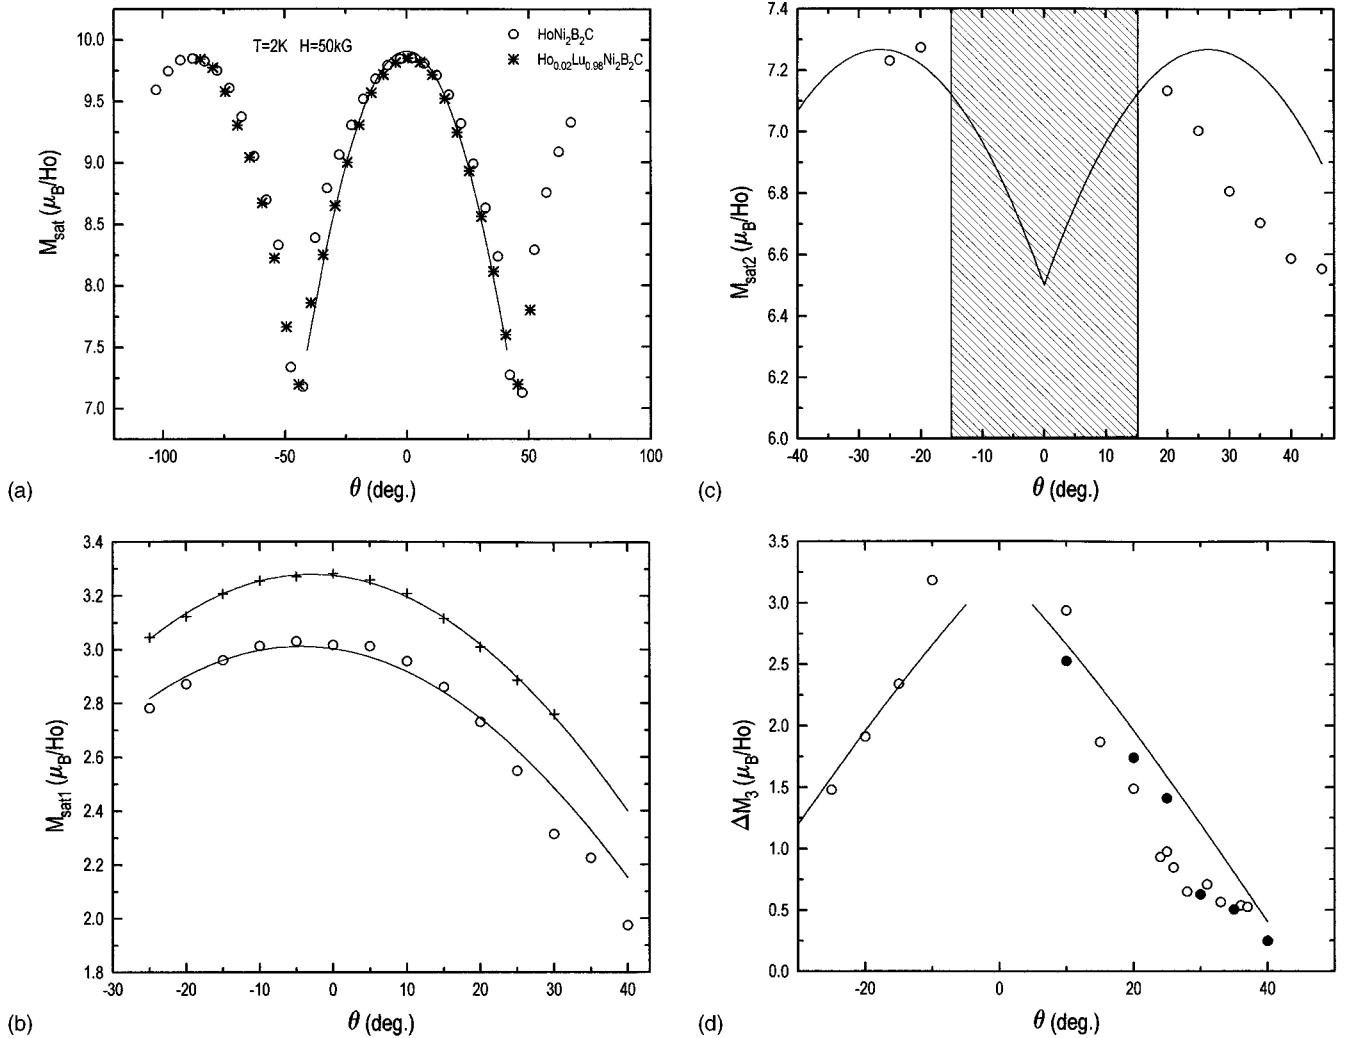 T=2K H=50kG
HoNi₂B₂C
Ho₀.₀₂Lu₀.₉₈Ni₂B₂C
10.0
9.5
9.0
8.5
8.0
7.5
7.0
M_sat (μ_B/Ho)
-100 -50 0 50 100
θ (deg.)
(a)
7.4
7.2
7.0
6.8
6.6
6.4
6.2
6.0
M_sat2 (μ_B/Ho)
-40 -30 -20 -10 0 10 20 30 40
θ (deg.)
(c)
3.4
3.2
3.0
2.8
2.6
2.4
2.2
2.0
1.8
M_sat1 (μ_B/Ho)
-30 -20 -10 0 10 20 30 40
θ (deg.)
(b)
3.5
3.0
2.5
2.0
1.5
1.0
0.5
0.0
ΔM₃ (μ_B/Ho)
-20 0 20 40
θ (deg.)
(d)